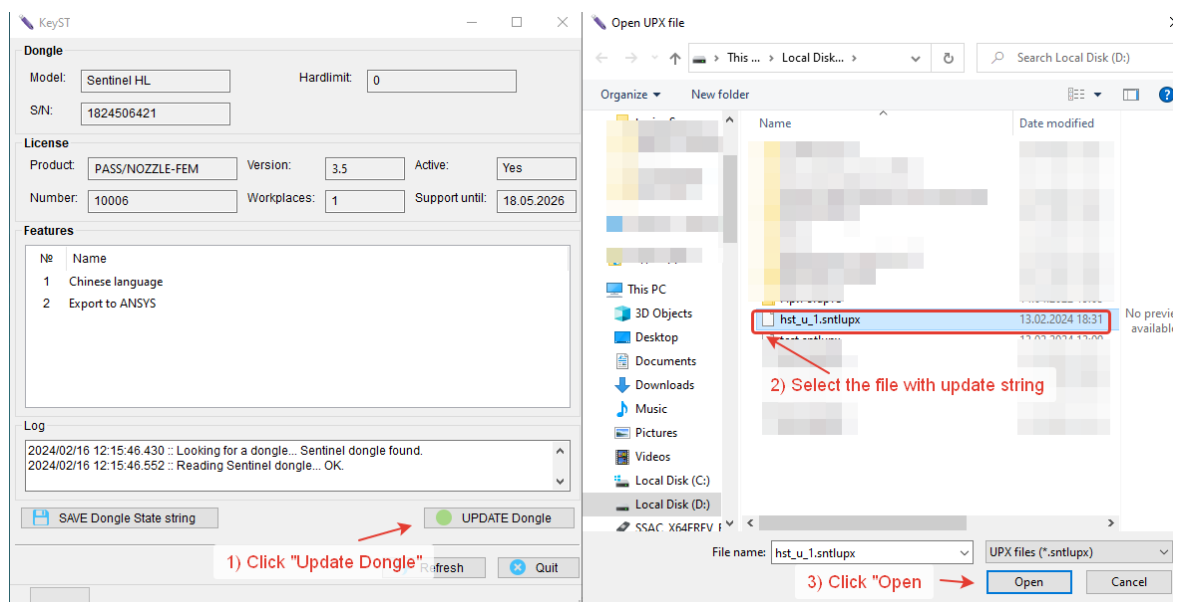 KeyST
Dongle
Model: Sentinel HL Hardlimit: 0
S/N: 1824506421
License
Product: PASS/NOZZLE-FEM Version: 3.5 Active: Yes
Number: 10006 Workplaces: 1 Support until: 18.05.2026
Features
№ Name
1 Chinese language
2 Export to ANSYS
Log
2024/02/16 12:15:46.430 :: Looking for a dongle... Sentinel dongle found.
2024/02/16 12:15:46.552 :: Reading Sentinel dongle... OK.
SAVE Dongle State string UPDATE Dongle
1) Click "Update Dongle"
Refresh Quit
Open UPX file
This ... › Local Disk... › Search Local Disk (D:)
Organize New folder
Name Date modified
This PC
3D Objects
Desktop
Documents
Downloads
Music
Pictures
Videos
Local Disk (C:)
Local Disk (D:)
hst_u_1.sntlupx 13.02.2024 18:31
2) Select the file with update string
No previe
availabl
File name: hst_u_1.sntlupx UPX files (*.sntlupx)
3) Click "Open
Open Cancel